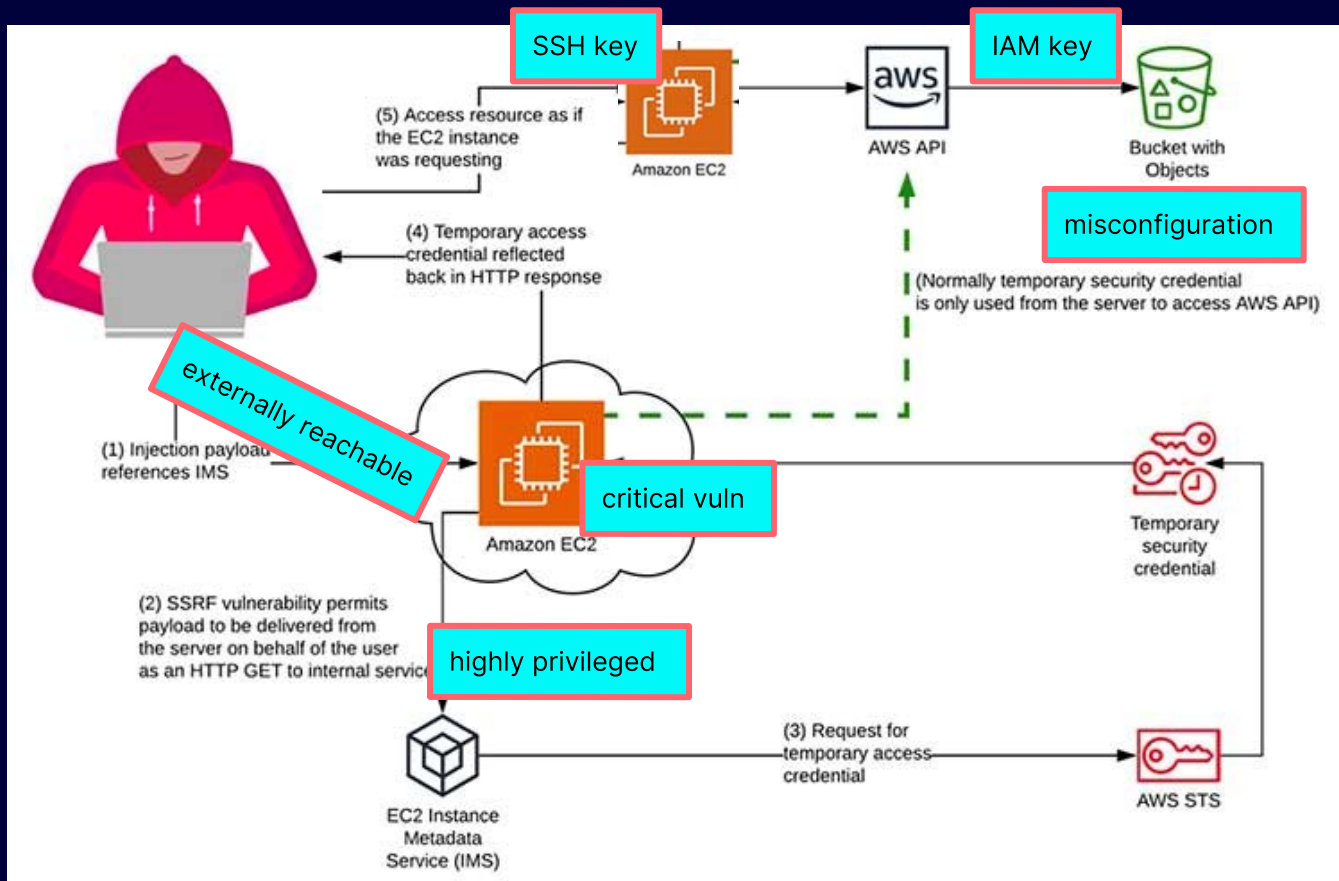 SSH key
IAM key
aws
(5) Access resource as if
the EC2 instance
was requesting
Amazon EC2
AWS API
Bucket with
Objects
misconfiguration
(4) Temporary access
credential reflected
back in HTTP response
(Normally temporary security credential
is only used from the server to access AWS API)
externally reachable
(1) Injection payload
references IMS
critical vuln
Amazon EC2
Temporary
security
credential
(2) SSRF vulnerability permits
payload to be delivered from
the server on behalf of the user
as an HTTP GET to internal service
highly privileged
(3) Request for
temporary access
credential
AWS STS
EC2 Instance
Metadata
Service (IMS)